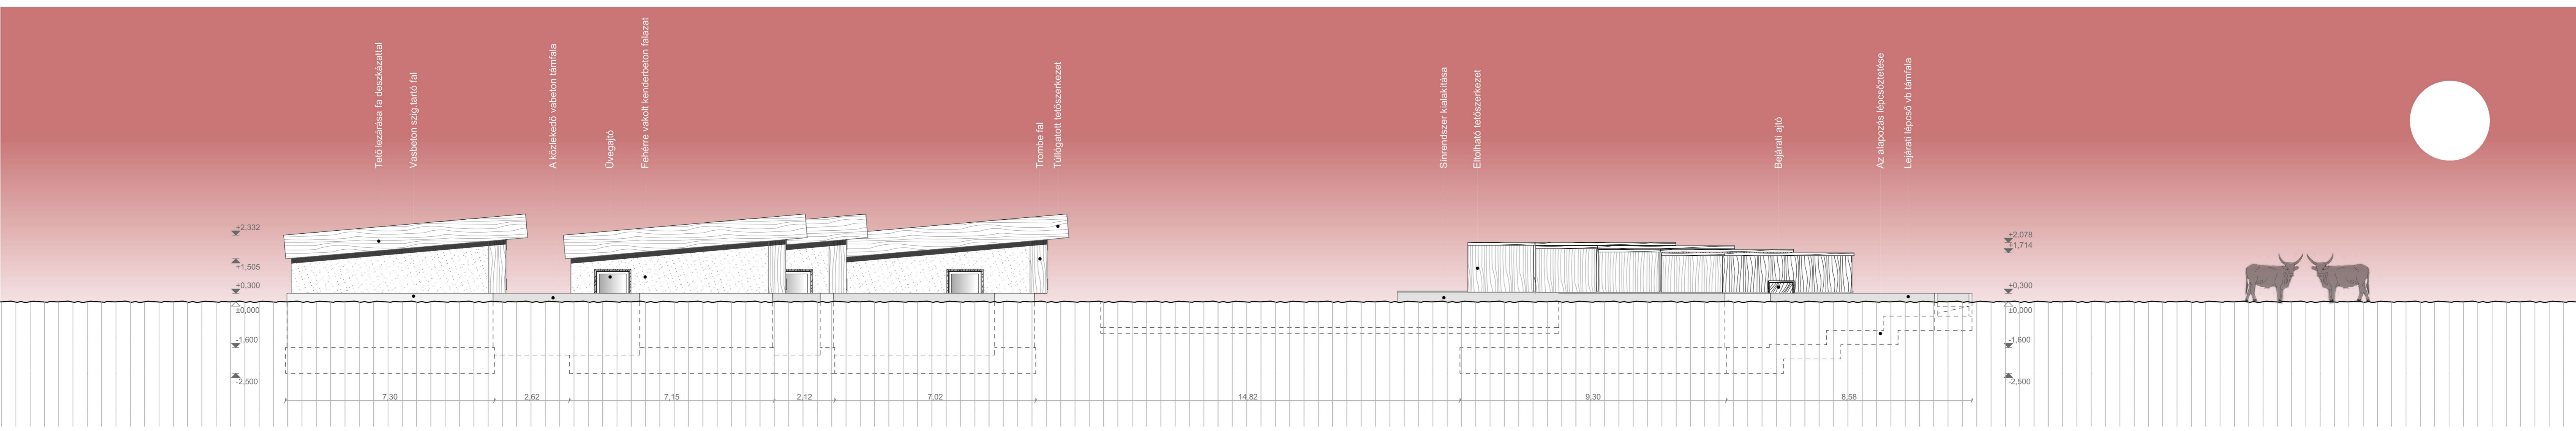 Tető lezárása fa deszkázattal
Vasbeton szig.tartó fal
A közlekedő vabeton támfala
Üvegajtó
Fehérre vakolt kenderbeton falazat
Trombe fal
Túllógatott tetőszerkezet
Sínrendszer kialakítása
Eltolható tetőszerkezet
Bejárati ajtó
Az alapozás lépcsőztetése
Lejárati lépcső vb támfala
+2,332
+1,505
+0,300
±0,000
-1,600
-2,500
+2,078
+1,714
+0,300
±0,000
-1,600
-2,500
7,30
2,62
7,15
2,12
7,02
14,82
9,30
8,58